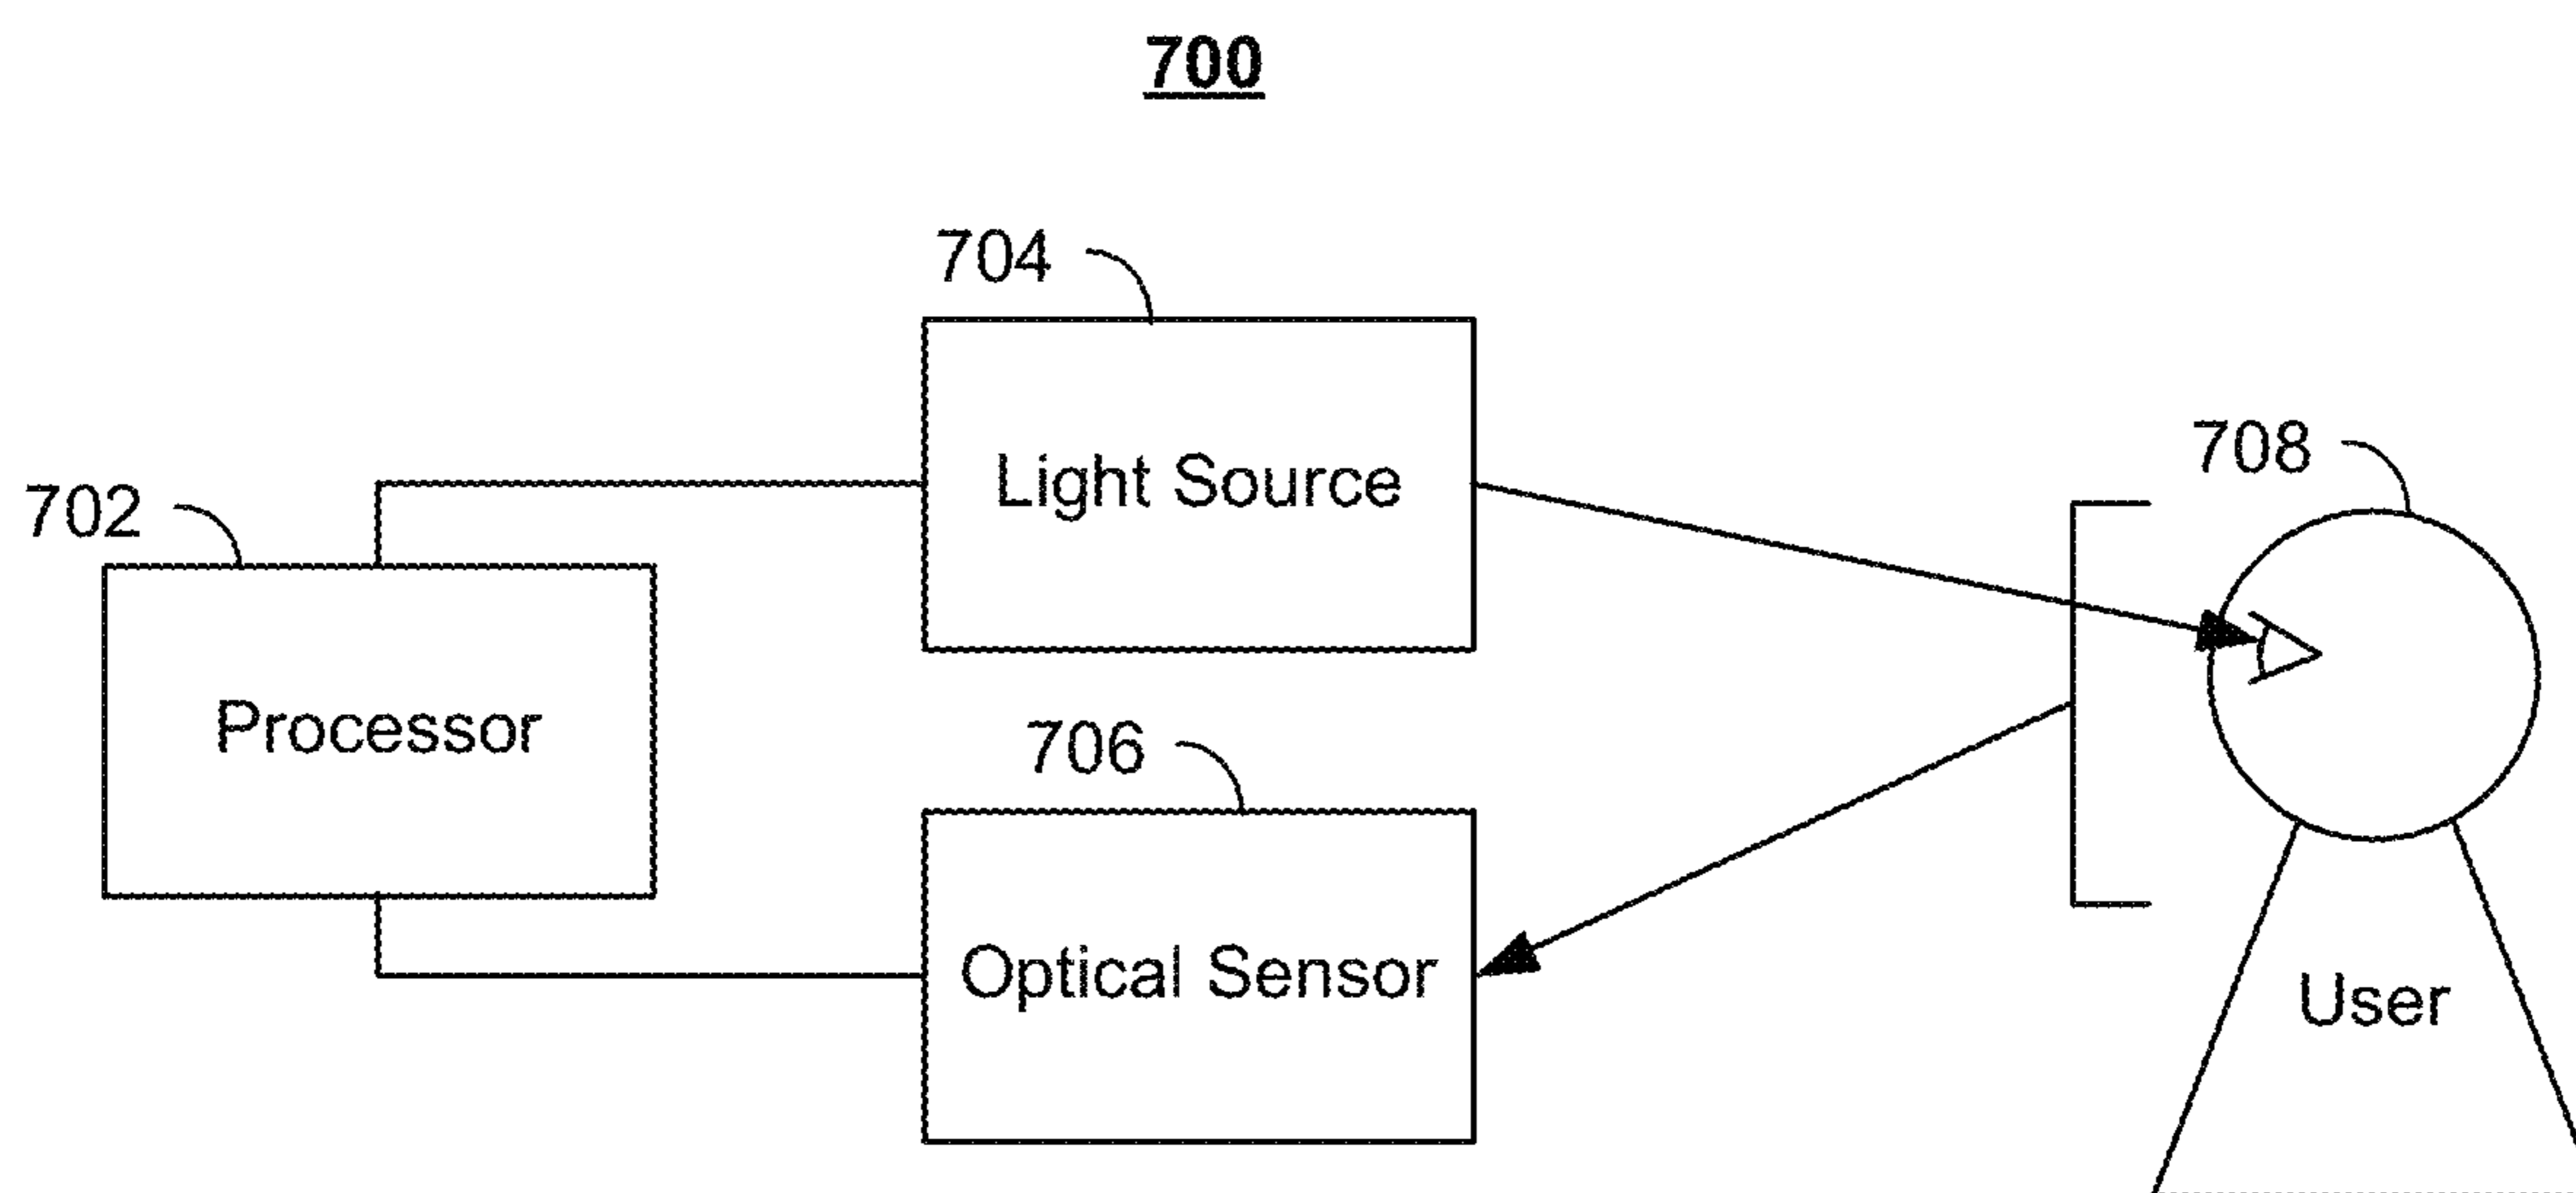 700
704
Light Source
708
702
Processor
706
Optical Sensor
User